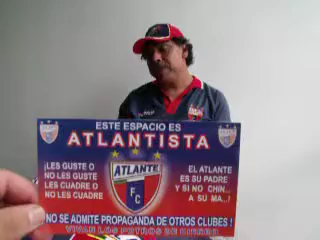 ESTE ESPACIO ES
ATLANTISTA
¡LES GUSTE O
NO LES GUSTE
LES CUADRE O
NO LES CUADRE
ATLANTE
F C
EL ATLANTE
ES SU PADRE
Y SI NO CHIN...
A SU MA...!
NO SE ADMITE PROPAGANDA DE OTROS CLUBES !
VIVAN LOS POTROS DE HIERRO